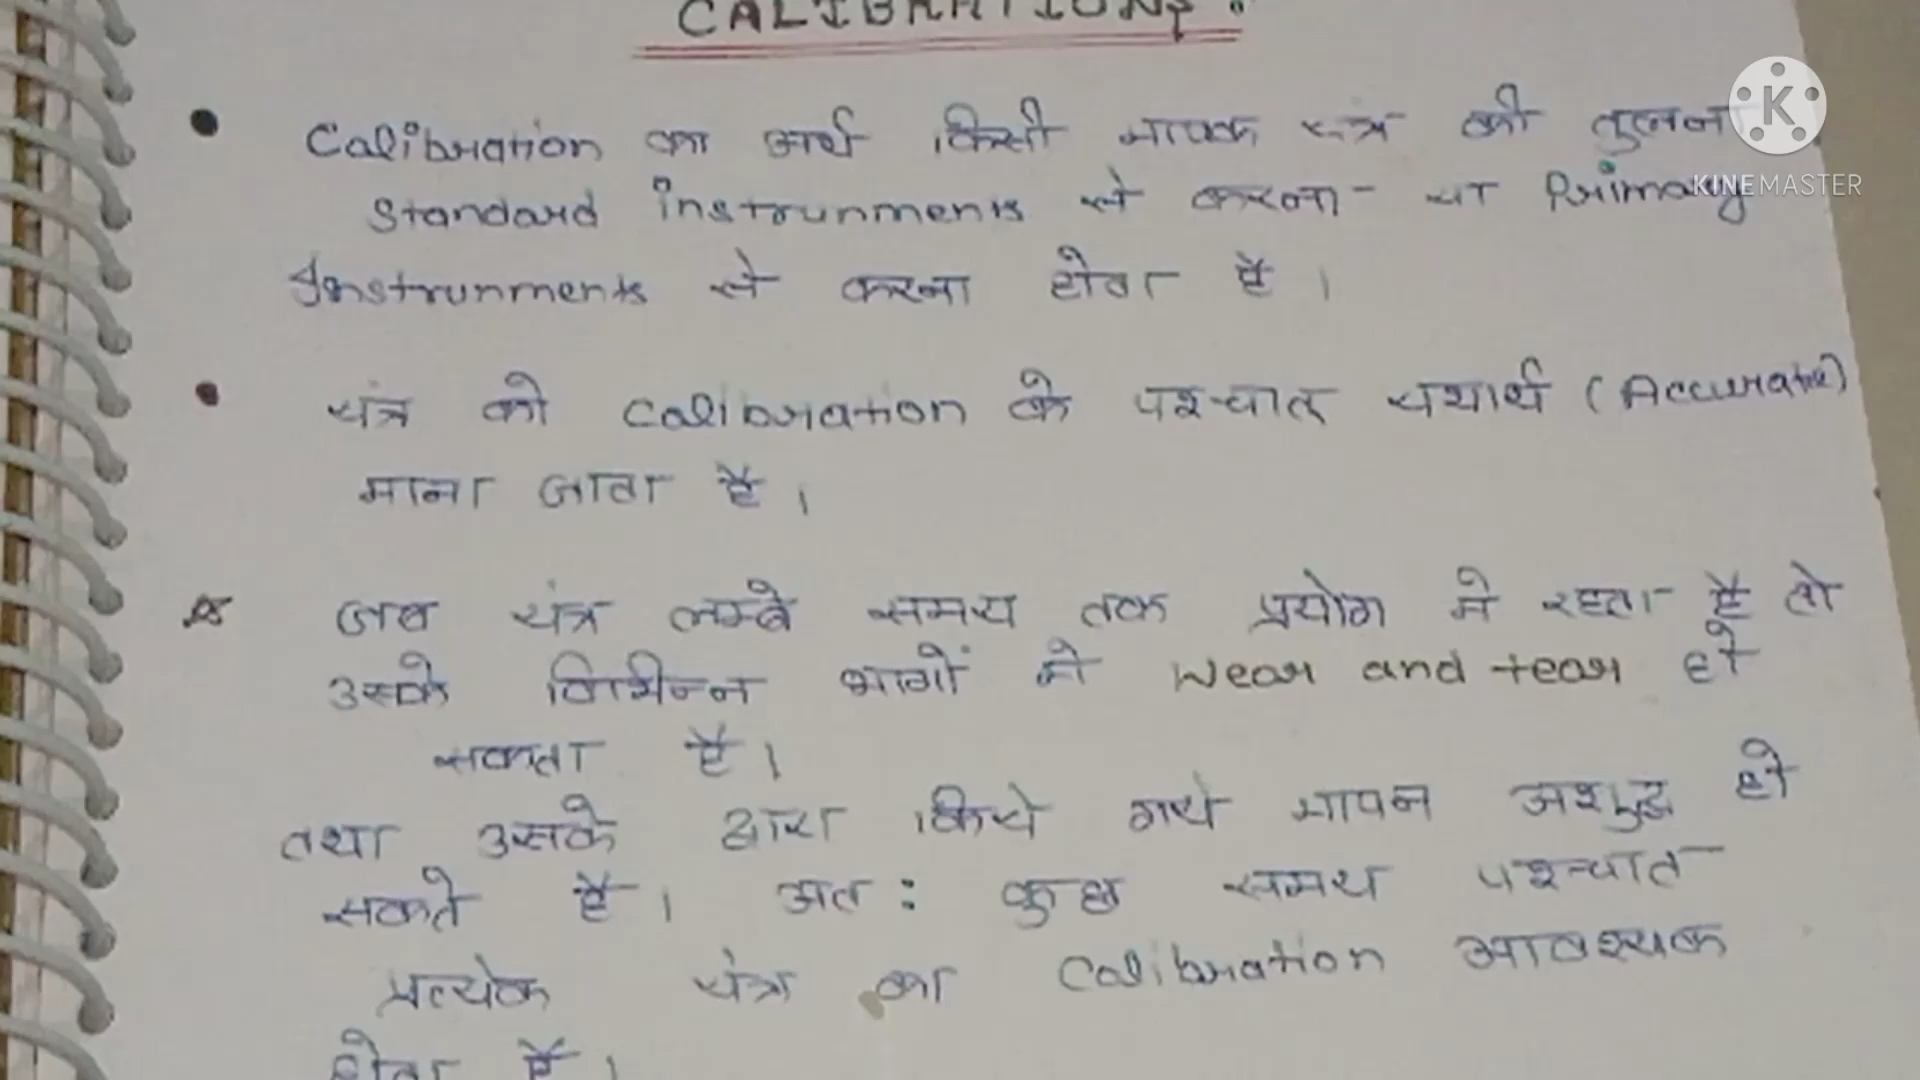 CALIBRATION :
• Calibration का अर्थ किसी मापक यंत्र की तुलना
Standard instrunments से करना - या Primary
Instrunments से करना होता है ।
• यंत्र को calibration के पश्चात यथार्थ (Accurate)
माना जाता है ।
जब यंत्र लम्बे समय तक प्रयोग मे रहता है तो
उसके विभिन्न भागों मे wear and tear हो
सकता है ।
तथा उसके द्वारा किये गये मापन अशुद्ध हो
सकते है । अत : कुछ समय पश्चात
प्रत्येक यंत्र का Calibration आवश्यक
होता है ।
KINEMASTER